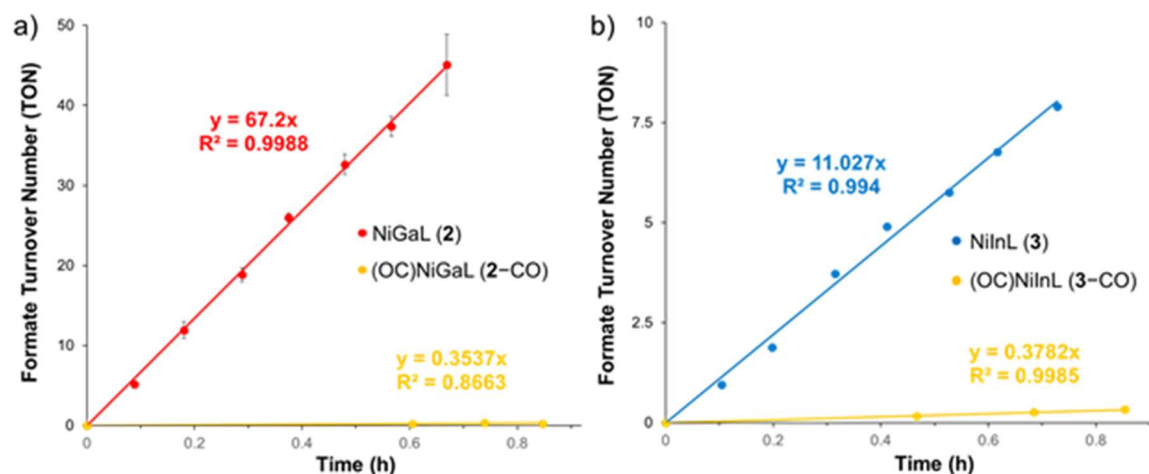 a)
Formate Turnover Number (TON)
50
40
30
20
10
0
y = 67.2x
R² = 0.9988
NiGaL (2)
(OC)NiGaL (2−CO)
y = 0.3537x
R² = 0.8663
0
0.2
0.4
0.6
0.8
Time (h)
b)
Formate Turnover Number (TON)
10
7.5
5
2.5
0
y = 11.027x
R² = 0.994
NiInL (3)
(OC)NiInL (3−CO)
y = 0.3782x
R² = 0.9985
0
0.2
0.4
0.6
0.8
Time (h)